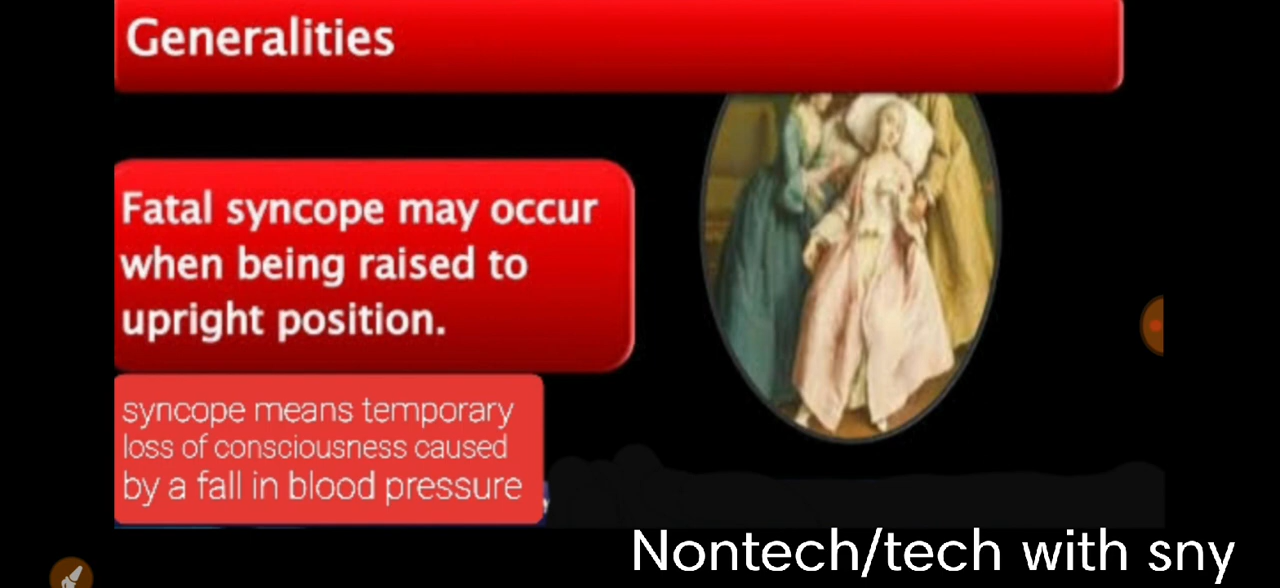 Generalities
Fatal syncope may occur
when being raised to
upright position.
syncope means temporary
loss of consciousness caused
by a fall in blood pressure
Nontech/tech with sny